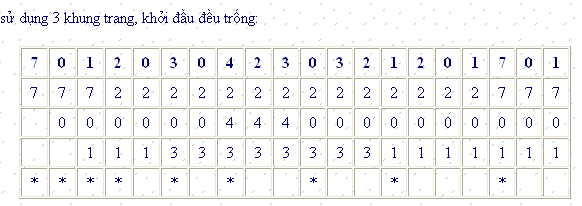 sử dụng 3 khung trang, khởi đầu đều trống:
7 0 1 2 0 3 0 4 2 3 0 3 2 1 2 0 1 7 0 1
7 7 7 2 2 2 2 2 2 2 2 2 2 2 2 2 2 7 7 7
0 0 0 0 0 0 4 4 4 0 0 0 0 0 0 0 0 0 0
1 1 1 3 3 3 3 3 3 3 3 1 1 1 1 1 1 1
* * * * * * * * *